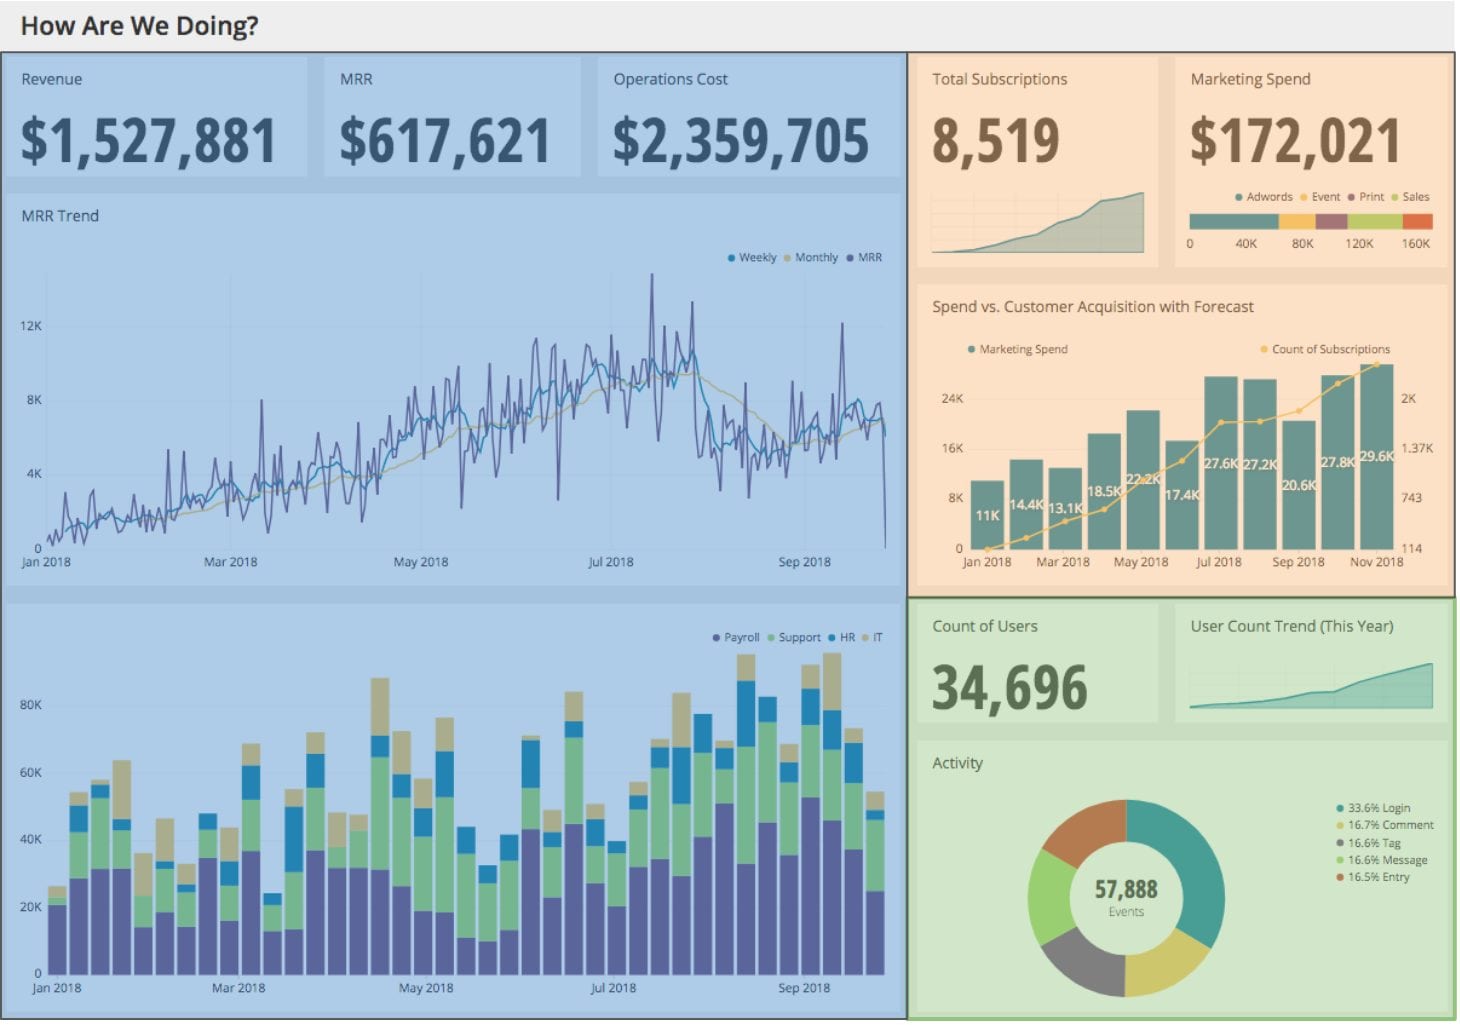 How Are We Doing?
Revenue
$1,527,881
MRR
$617,621
Operations Cost
$2,359,705
MRR Trend
Weekly Monthly MRR
12K
8K
4K
0
Jan 2018 Mar 2018 May 2018 Jul 2018 Sep 2018
Payroll Support HR IT
80K
60K
40K
20K
0
Jan 2018 Mar 2018 May 2018 Jul 2018 Sep 2018
Total Subscriptions
8,519
Marketing Spend
$172,021
Adwords Event Print Sales
0 40K 80K 120K 160K
Spend vs. Customer Acquisition with Forecast
Marketing Spend Count of Subscriptions
24K 2K
16K 1.37K
8K 743
0 114
11K 14.4K 13.1K 18.5K 22.2K 17.4K 27.6K 27.2K 20.6K 27.8K 29.6K
Jan 2018 Mar 2018 May 2018 Jul 2018 Sep 2018 Nov 2018
Count of Users
34,696
User Count Trend (This Year)
Activity
57,888
Events
33.6% Login
16.7% Comment
16.6% Tag
16.6% Message
16.5% Entry